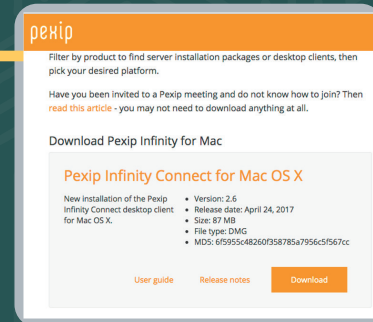 pexip
Filter by product to find server installation packages or desktop clients, then
pick your desired platform.
Have you been invited to a Pexip meeting and do not know how to join? Then
read this article - you may not need to download anything at all.
Download Pexip Infinity for Mac
Pexip Infinity Connect for Mac OS X
New installation of the Pexip
Infinity Connect desktop client
for Mac OS X.
• Version: 2.6
• Release date: April 24, 2017
• Size: 87 MB
• File type: DMG
• MD5: 6f5955c48260f358785a7956c5f567cc
User guide Release notes Download